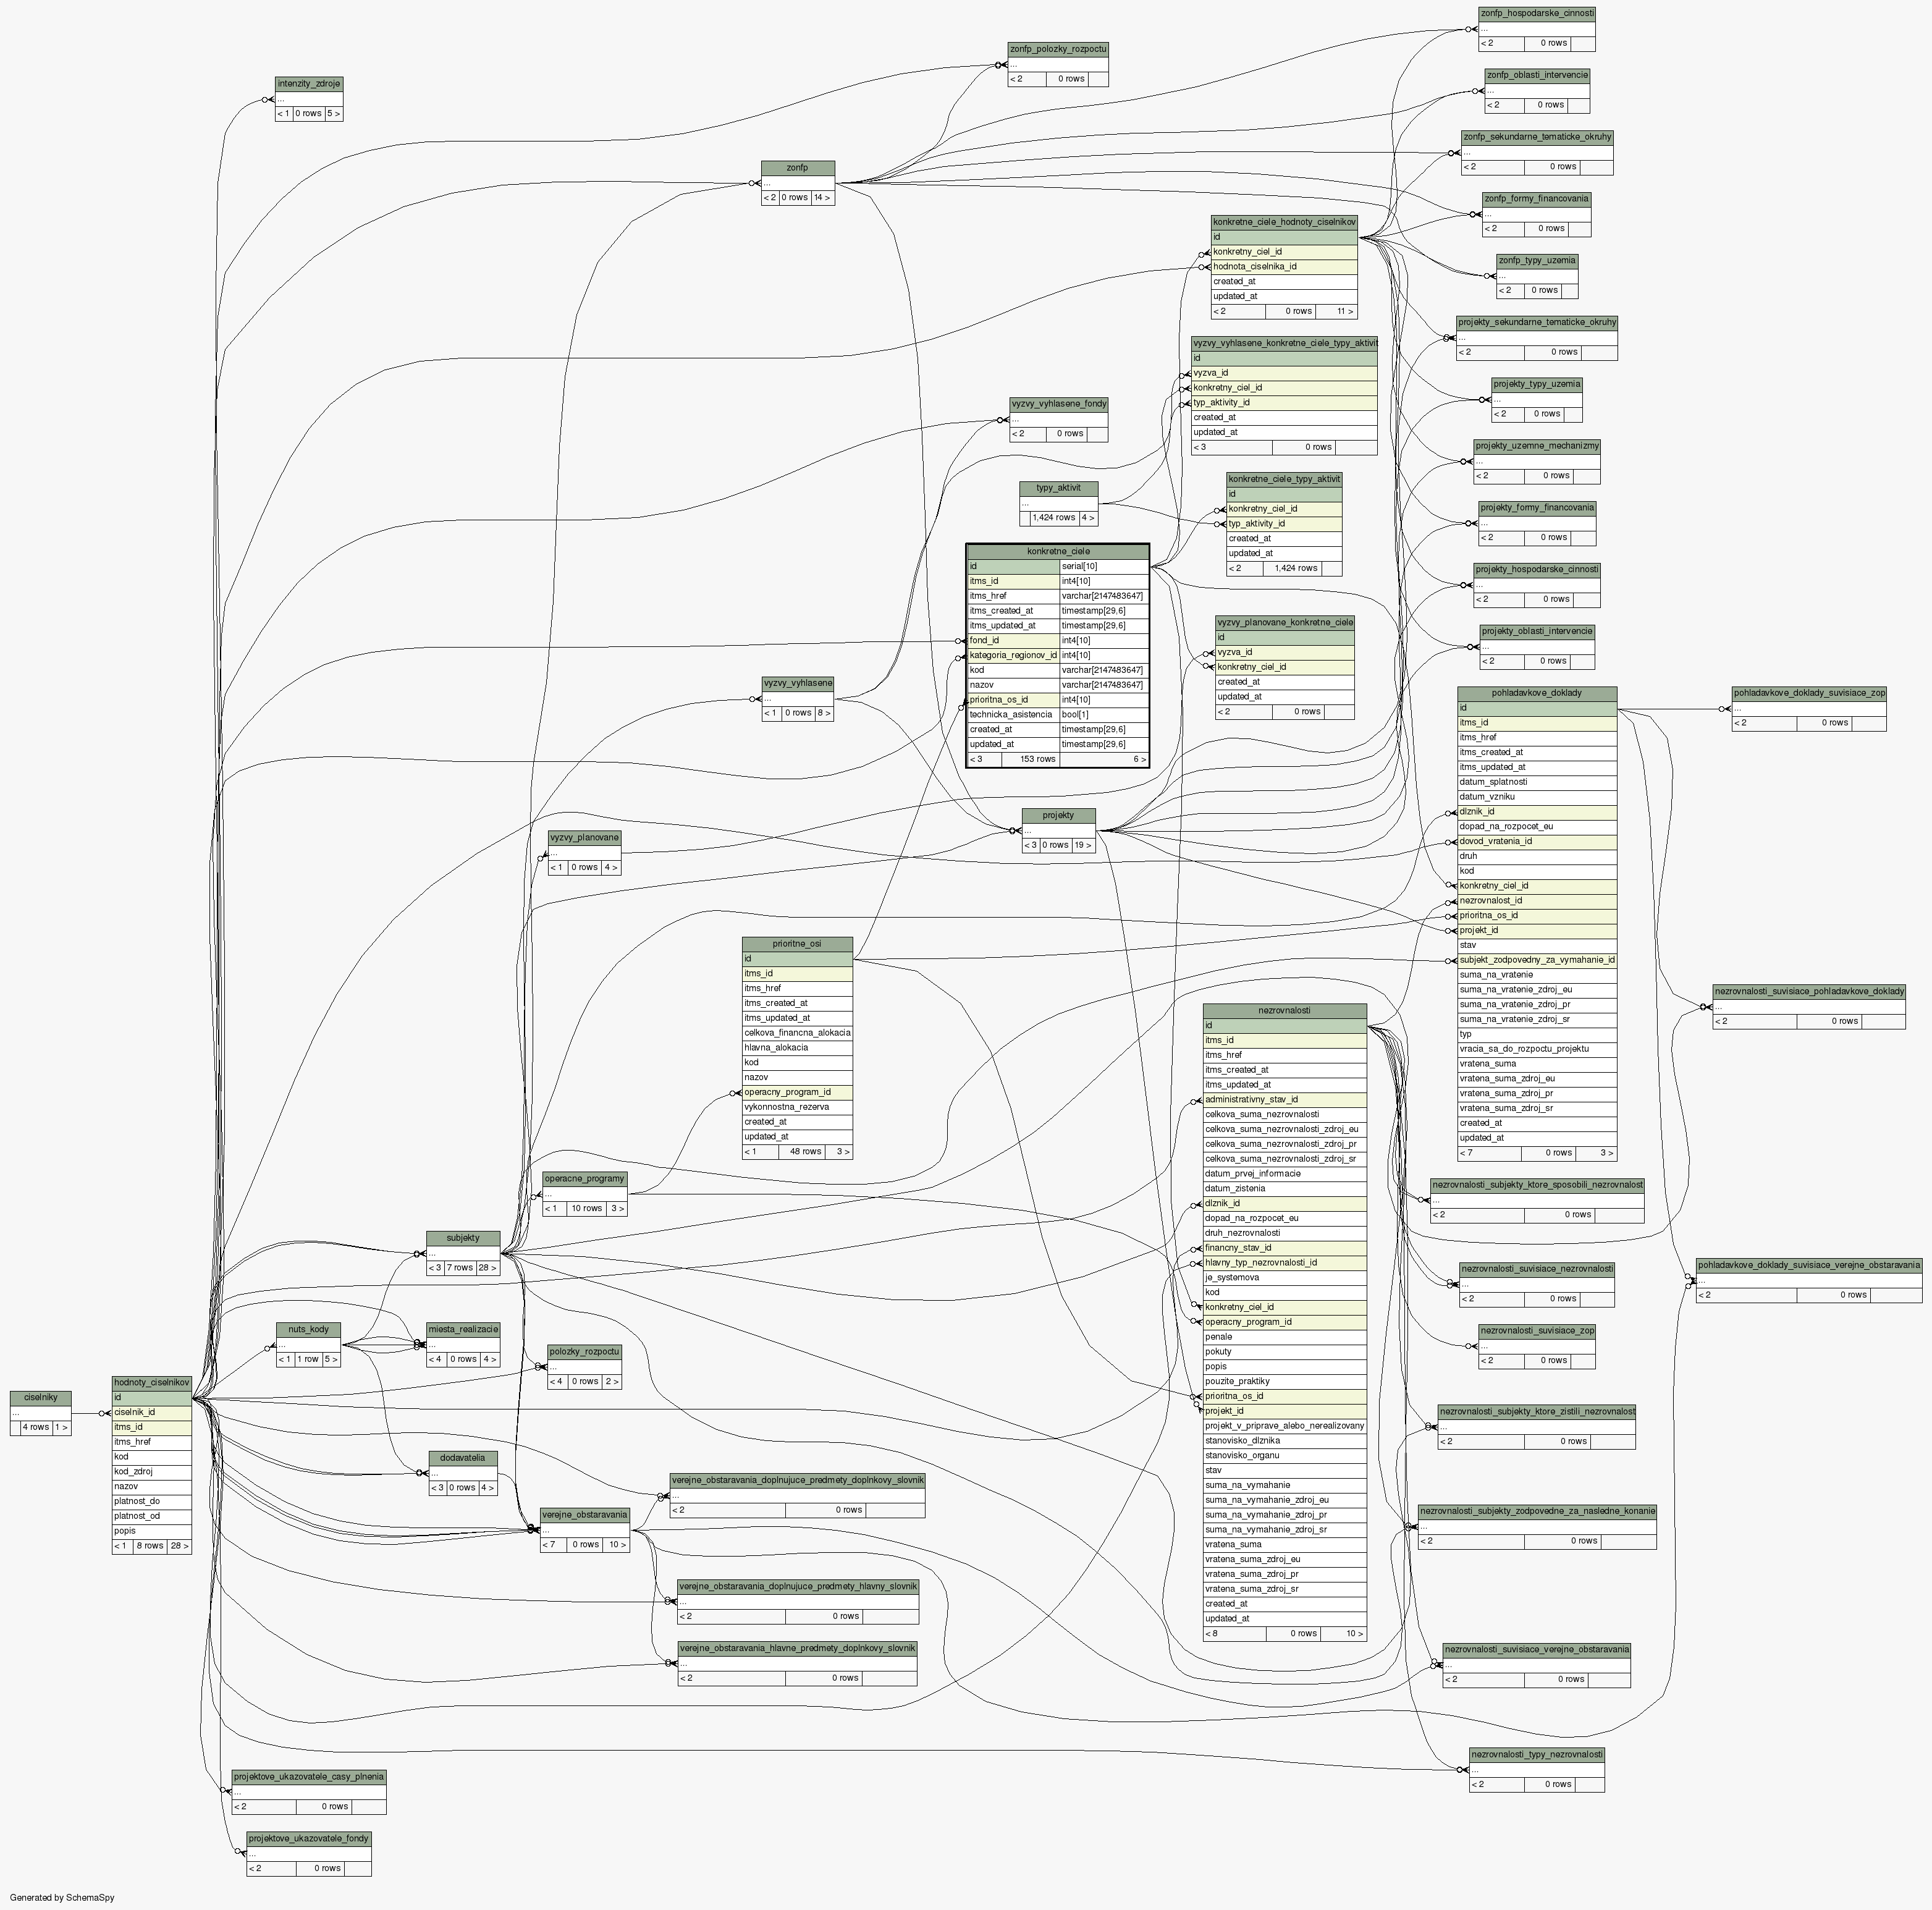 zonfp_hospodarske_cinnosti
...
< 2 0 rows
zonfp_polozky_rozpoctu
...
< 2 0 rows
zonfp_oblasti_intervencie
...
< 2 0 rows
intenzity_zdroje
...
< 1 0 rows 5 >
zonfp_sekundarne_tematicke_okruhy
...
< 2 0 rows
zonfp
...
< 2 0 rows 14 >
zonfp_formy_financovania
...
< 2 0 rows
konkretne_ciele_hodnoty_ciselnikov
id
konkretny_ciel_id
hodnota_ciselnika_id
created_at
updated_at
< 2 0 rows 11 >
zonfp_typy_uzemia
...
< 2 0 rows
projekty_sekundarne_tematicke_okruhy
...
< 2 0 rows
vyzvy_vyhlasene_konkretne_ciele_typy_aktivit
id
vyzva_id
konkretny_ciel_id
typ_aktivity_id
created_at
updated_at
< 3 0 rows
projekty_typy_uzemia
...
< 2 0 rows
vyzvy_vyhlasene_fondy
...
< 2 0 rows
projekty_uzemne_mechanizmy
...
< 2 0 rows
typy_aktivit
...
1,424 rows 4 >
konkretne_ciele_typy_aktivit
id
konkretny_ciel_id
typ_aktivity_id
created_at
updated_at
< 2 1,424 rows
projekty_formy_financovania
...
< 2 0 rows
konkretne_ciele
id serial[10]
itms_id int4[10]
itms_href varchar[2147483647]
itms_created_at timestamp[29,6]
itms_updated_at timestamp[29,6]
fond_id int4[10]
kategoria_regionov_id int4[10]
kod varchar[2147483647]
nazov varchar[2147483647]
prioritna_os_id int4[10]
technicka_asistencia bool[1]
created_at timestamp[29,6]
updated_at timestamp[29,6]
< 3 153 rows 6 >
projekty_hospodarske_cinnosti
...
< 2 0 rows
vyzvy_planovane_konkretne_ciele
id
vyzva_id
konkretny_ciel_id
created_at
updated_at
< 2 0 rows
projekty_oblasti_intervencie
...
< 2 0 rows
vyzvy_vyhlasene
...
< 1 0 rows 8 >
pohladavkove_doklady
id
itms_id
itms_href
itms_created_at
itms_updated_at
datum_splatnosti
datum_vzniku
dlznik_id
dopad_na_rozpocet_eu
dovod_vratenia_id
druh
kod
konkretny_ciel_id
nezrovnalost_id
prioritna_os_id
projekt_id
stav
subjekt_zodpovedny_za_vymahanie_id
suma_na_vratenie
suma_na_vratenie_zdroj_eu
suma_na_vratenie_zdroj_pr
suma_na_vratenie_zdroj_sr
typ
vracia_sa_do_rozpoctu_projektu
vratena_suma
vratena_suma_zdroj_eu
vratena_suma_zdroj_pr
vratena_suma_zdroj_sr
created_at
updated_at
< 7 0 rows 3 >
pohladavkove_doklady_suvisiace_zop
...
< 2 0 rows
projekty
...
< 3 0 rows 19 >
vyzvy_planovane
...
< 1 0 rows 4 >
prioritne_osi
id
itms_id
itms_href
itms_created_at
itms_updated_at
celkova_financna_alokacia
hlavna_alokacia
kod
nazov
operacny_program_id
vykonnostna_rezerva
created_at
updated_at
< 1 48 rows 3 >
nezrovnalosti_suvisiace_pohladavkove_doklady
...
< 2 0 rows
nezrovnalosti
id
itms_id
itms_href
itms_created_at
itms_updated_at
administrativny_stav_id
celkova_suma_nezrovnalosti
celkova_suma_nezrovnalosti_zdroj_eu
celkova_suma_nezrovnalosti_zdroj_pr
celkova_suma_nezrovnalosti_zdroj_sr
datum_prvej_informacie
datum_zistenia
dlznik_id
dopad_na_rozpocet_eu
druh_nezrovnalosti
financny_stav_id
hlavny_typ_nezrovnalosti_id
je_systemova
kod
konkretny_ciel_id
operacny_program_id
penale
pokuty
popis
pouzite_praktiky
prioritna_os_id
projekt_id
projekt_v_priprave_alebo_nerealizovany
stanovisko_dlznika
stanovisko_organu
stav
suma_na_vymahanie
suma_na_vymahanie_zdroj_eu
suma_na_vymahanie_zdroj_pr
suma_na_vymahanie_zdroj_sr
vratena_suma
vratena_suma_zdroj_eu
vratena_suma_zdroj_pr
vratena_suma_zdroj_sr
created_at
updated_at
< 8 0 rows 10 >
operacne_programy
...
< 1 10 rows 3 >
nezrovnalosti_subjekty_ktore_sposobili_nezrovnalost
...
< 2 0 rows
subjekty
...
< 3 7 rows 28 >
pohladavkove_doklady_suvisiace_verejne_obstaravania
...
< 2 0 rows
nezrovnalosti_suvisiace_nezrovnalosti
...
< 2 0 rows
nuts_kody
...
< 1 1 row 5 >
miesta_realizacie
...
< 4 0 rows 4 >
nezrovnalosti_suvisiace_zop
...
< 2 0 rows
polozky_rozpoctu
...
< 4 0 rows 2 >
ciselniky
...
4 rows 1 >
hodnoty_ciselnikov
id
ciselnik_id
itms_id
itms_href
kod
kod_zdroj
nazov
platnost_do
platnost_od
popis
< 1 8 rows 28 >
nezrovnalosti_subjekty_ktore_zistili_nezrovnalost
...
< 2 0 rows
dodavatelia
...
< 3 0 rows 4 >
verejne_obstaravania_doplnujuce_predmety_doplnkovy_slovnik
...
< 2 0 rows
verejne_obstaravania
...
< 7 0 rows 10 >
nezrovnalosti_subjekty_zodpovedne_za_nasledne_konanie
...
< 2 0 rows
verejne_obstaravania_doplnujuce_predmety_hlavny_slovnik
...
< 2 0 rows
verejne_obstaravania_hlavne_predmety_doplnkovy_slovnik
...
< 2 0 rows
nezrovnalosti_suvisiace_verejne_obstaravania
...
< 2 0 rows
nezrovnalosti_typy_nezrovnalosti
...
< 2 0 rows
projektove_ukazovatele_casy_plnenia
...
< 2 0 rows
projektove_ukazovatele_fondy
...
< 2 0 rows
Generated by SchemaSpy